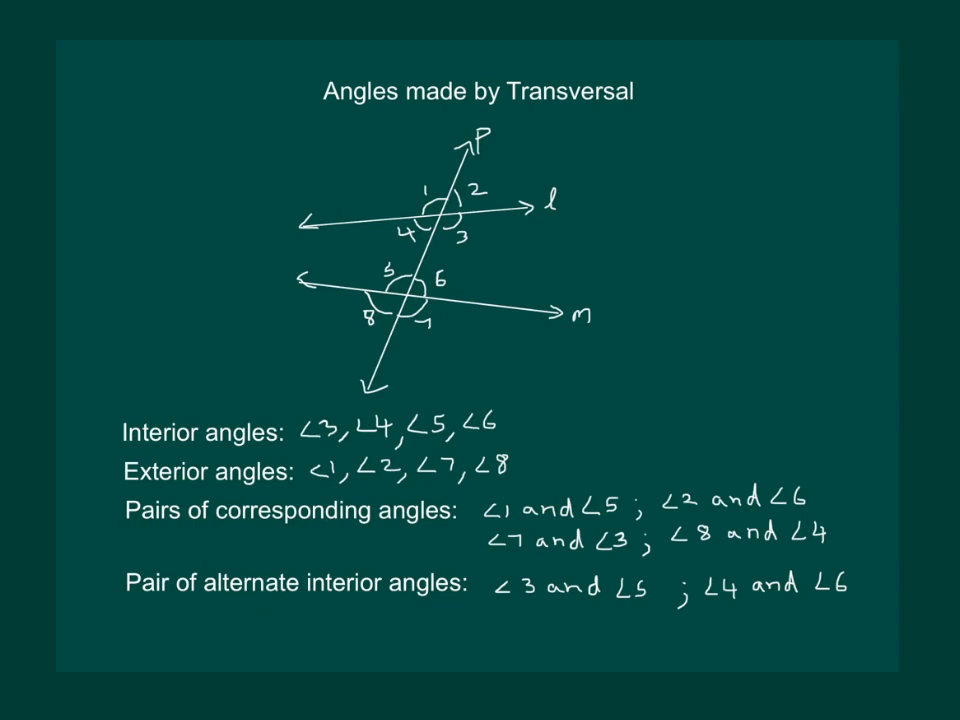 Angles made by Transversal
P
1 2
l
4 3
5 6
8 7
m
Interior angles: ∠3, ∠4, ∠5, ∠6
Exterior angles: ∠1, ∠2, ∠7, ∠8
Pairs of corresponding angles: ∠1 and ∠5 ; ∠2 and ∠6
∠7 and ∠3 ; ∠8 and ∠4
Pair of alternate interior angles: ∠3 and ∠5 ; ∠4 and ∠6